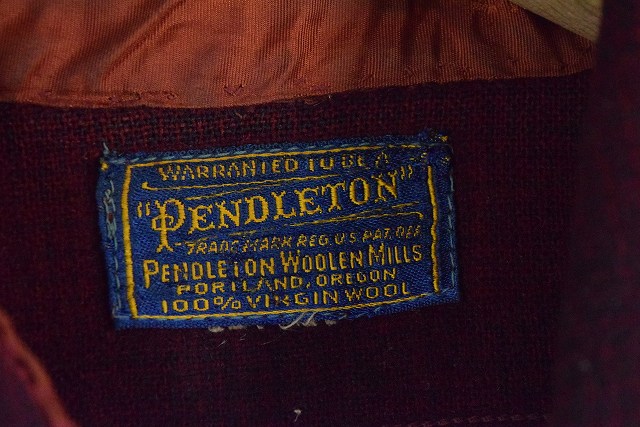 WARRANTED TO BE A
"PENDLETON"
TRADE MARK REG. U.S. PAT. OFF.
PENDLETON WOOLEN MILLS
PORTLAND, OREGON
100% VIRGIN WOOL